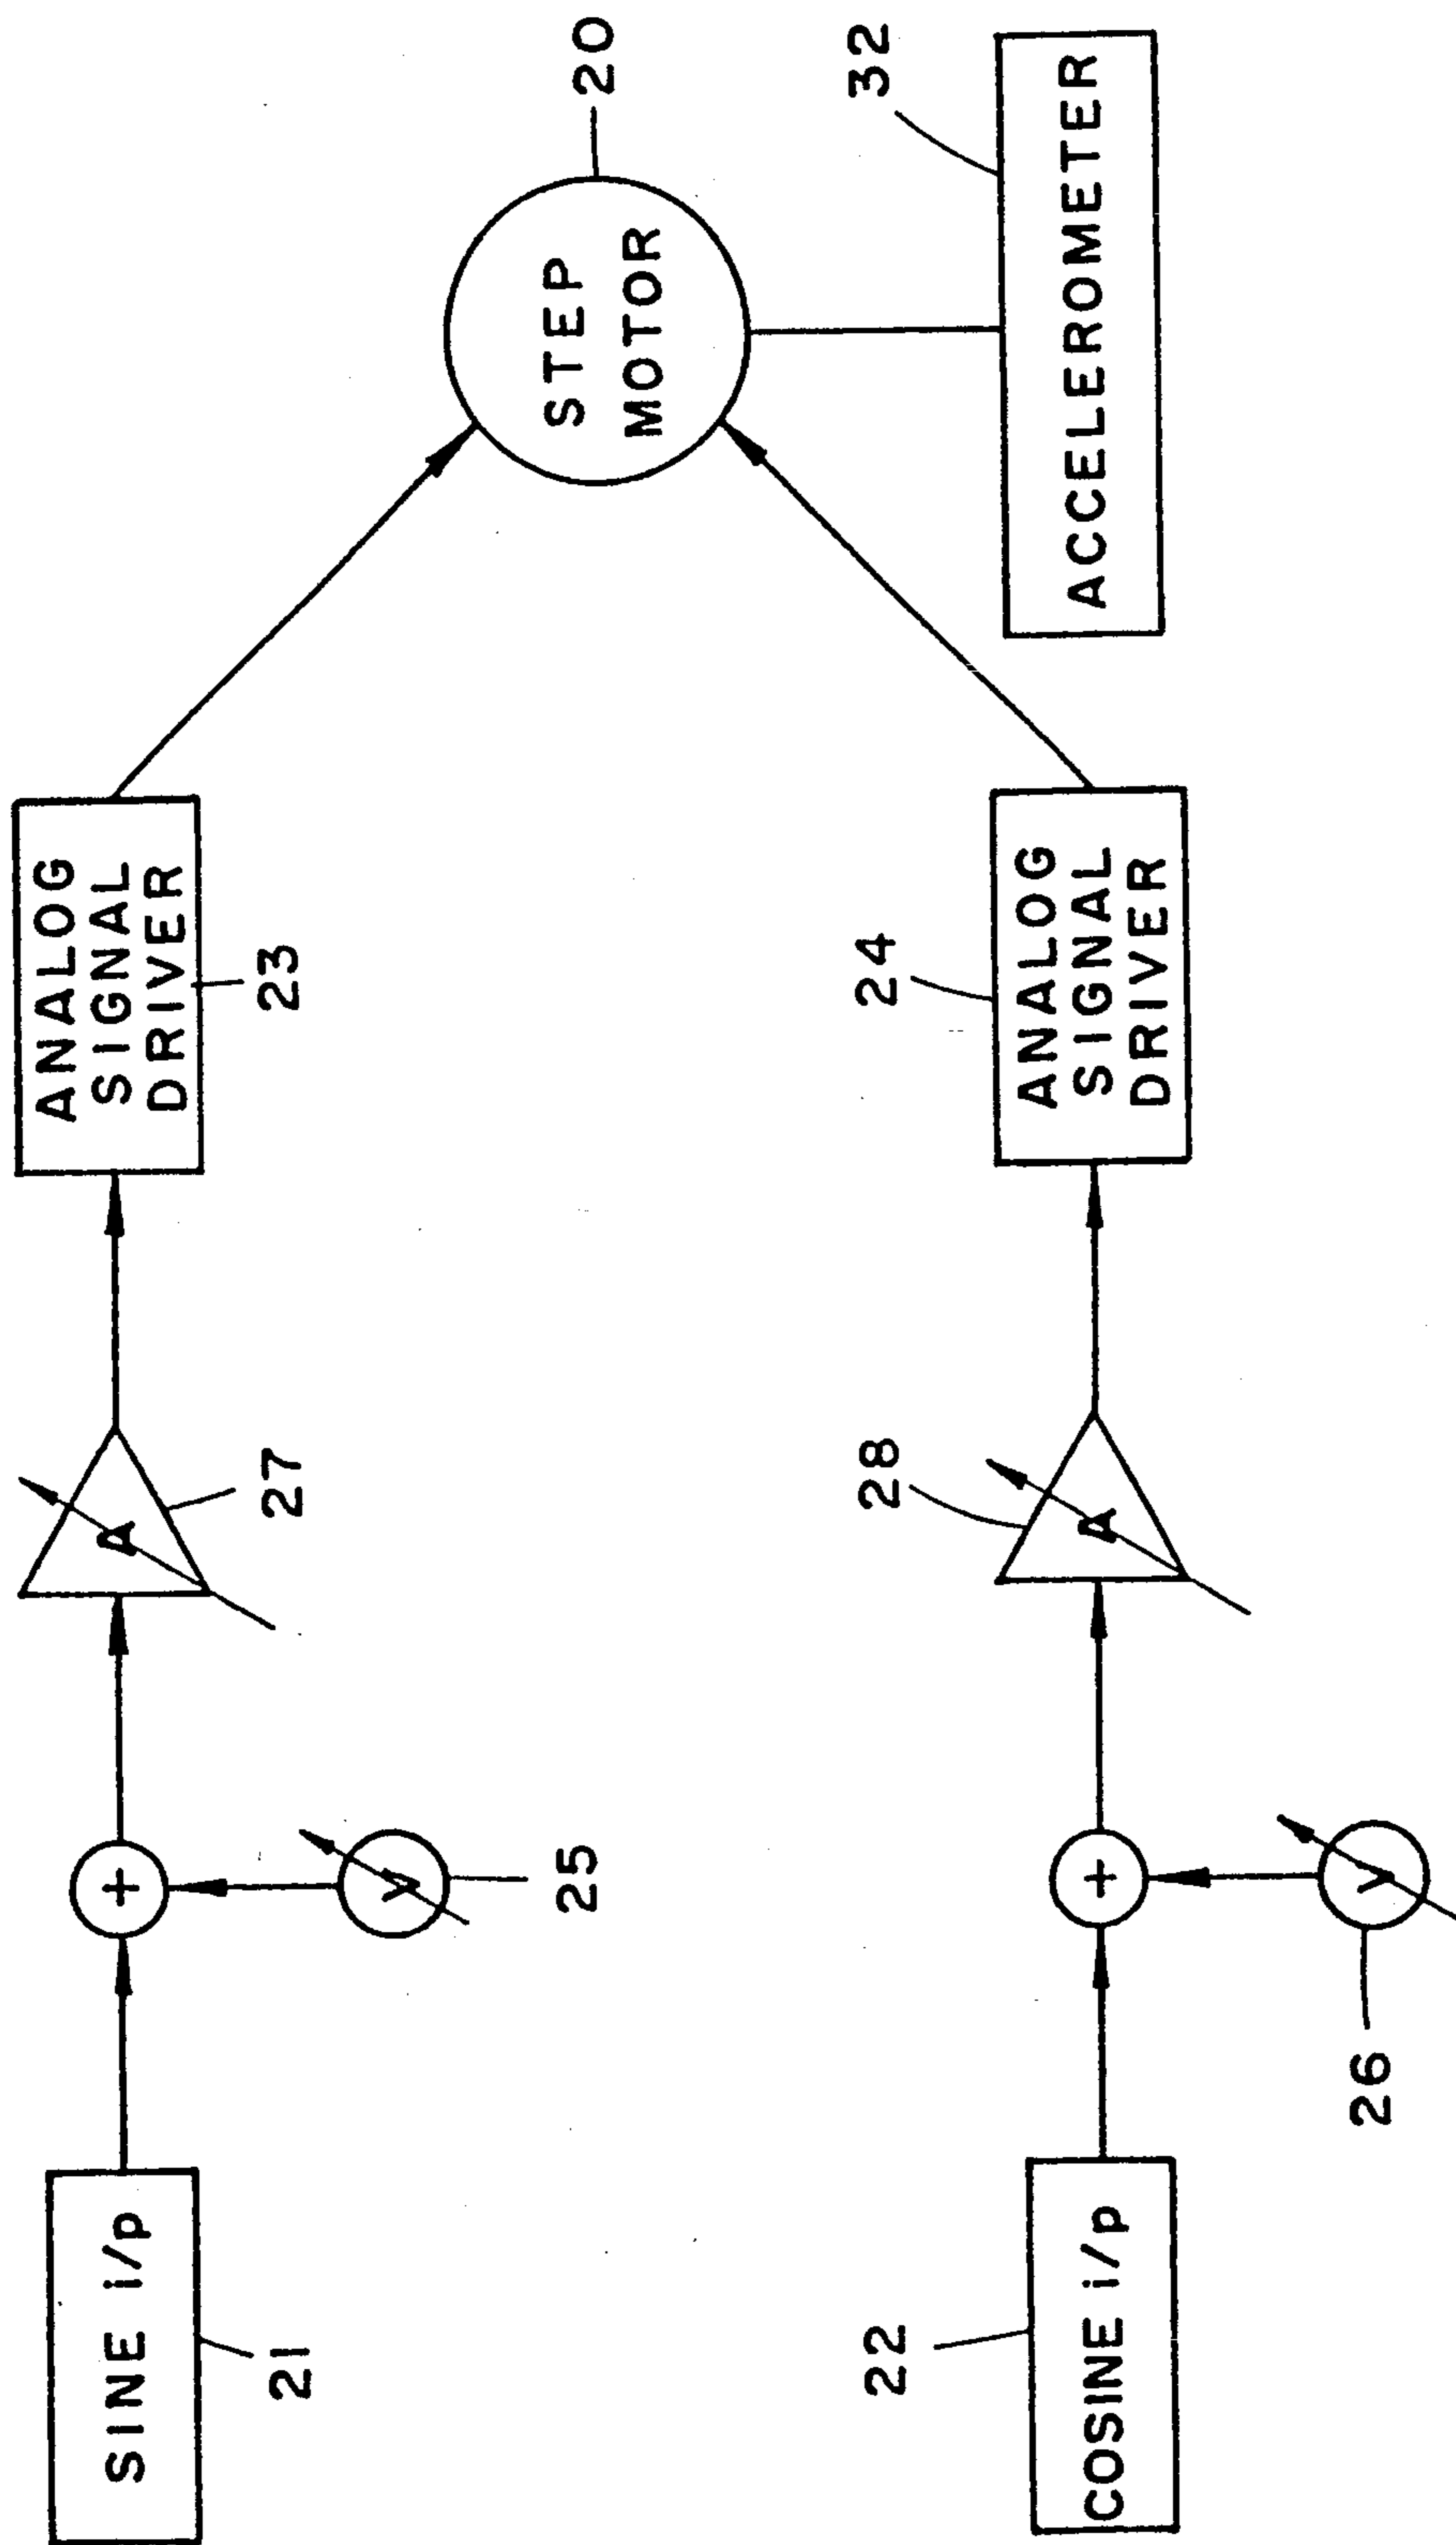 SINE i/p
21
+
V
25
A
27
ANALOG
SIGNAL
DRIVER
23
STEP
MOTOR
20
COSINE i/p
22
+
V
26
A
28
ANALOG
SIGNAL
DRIVER
24
ACCELEROMETER
32